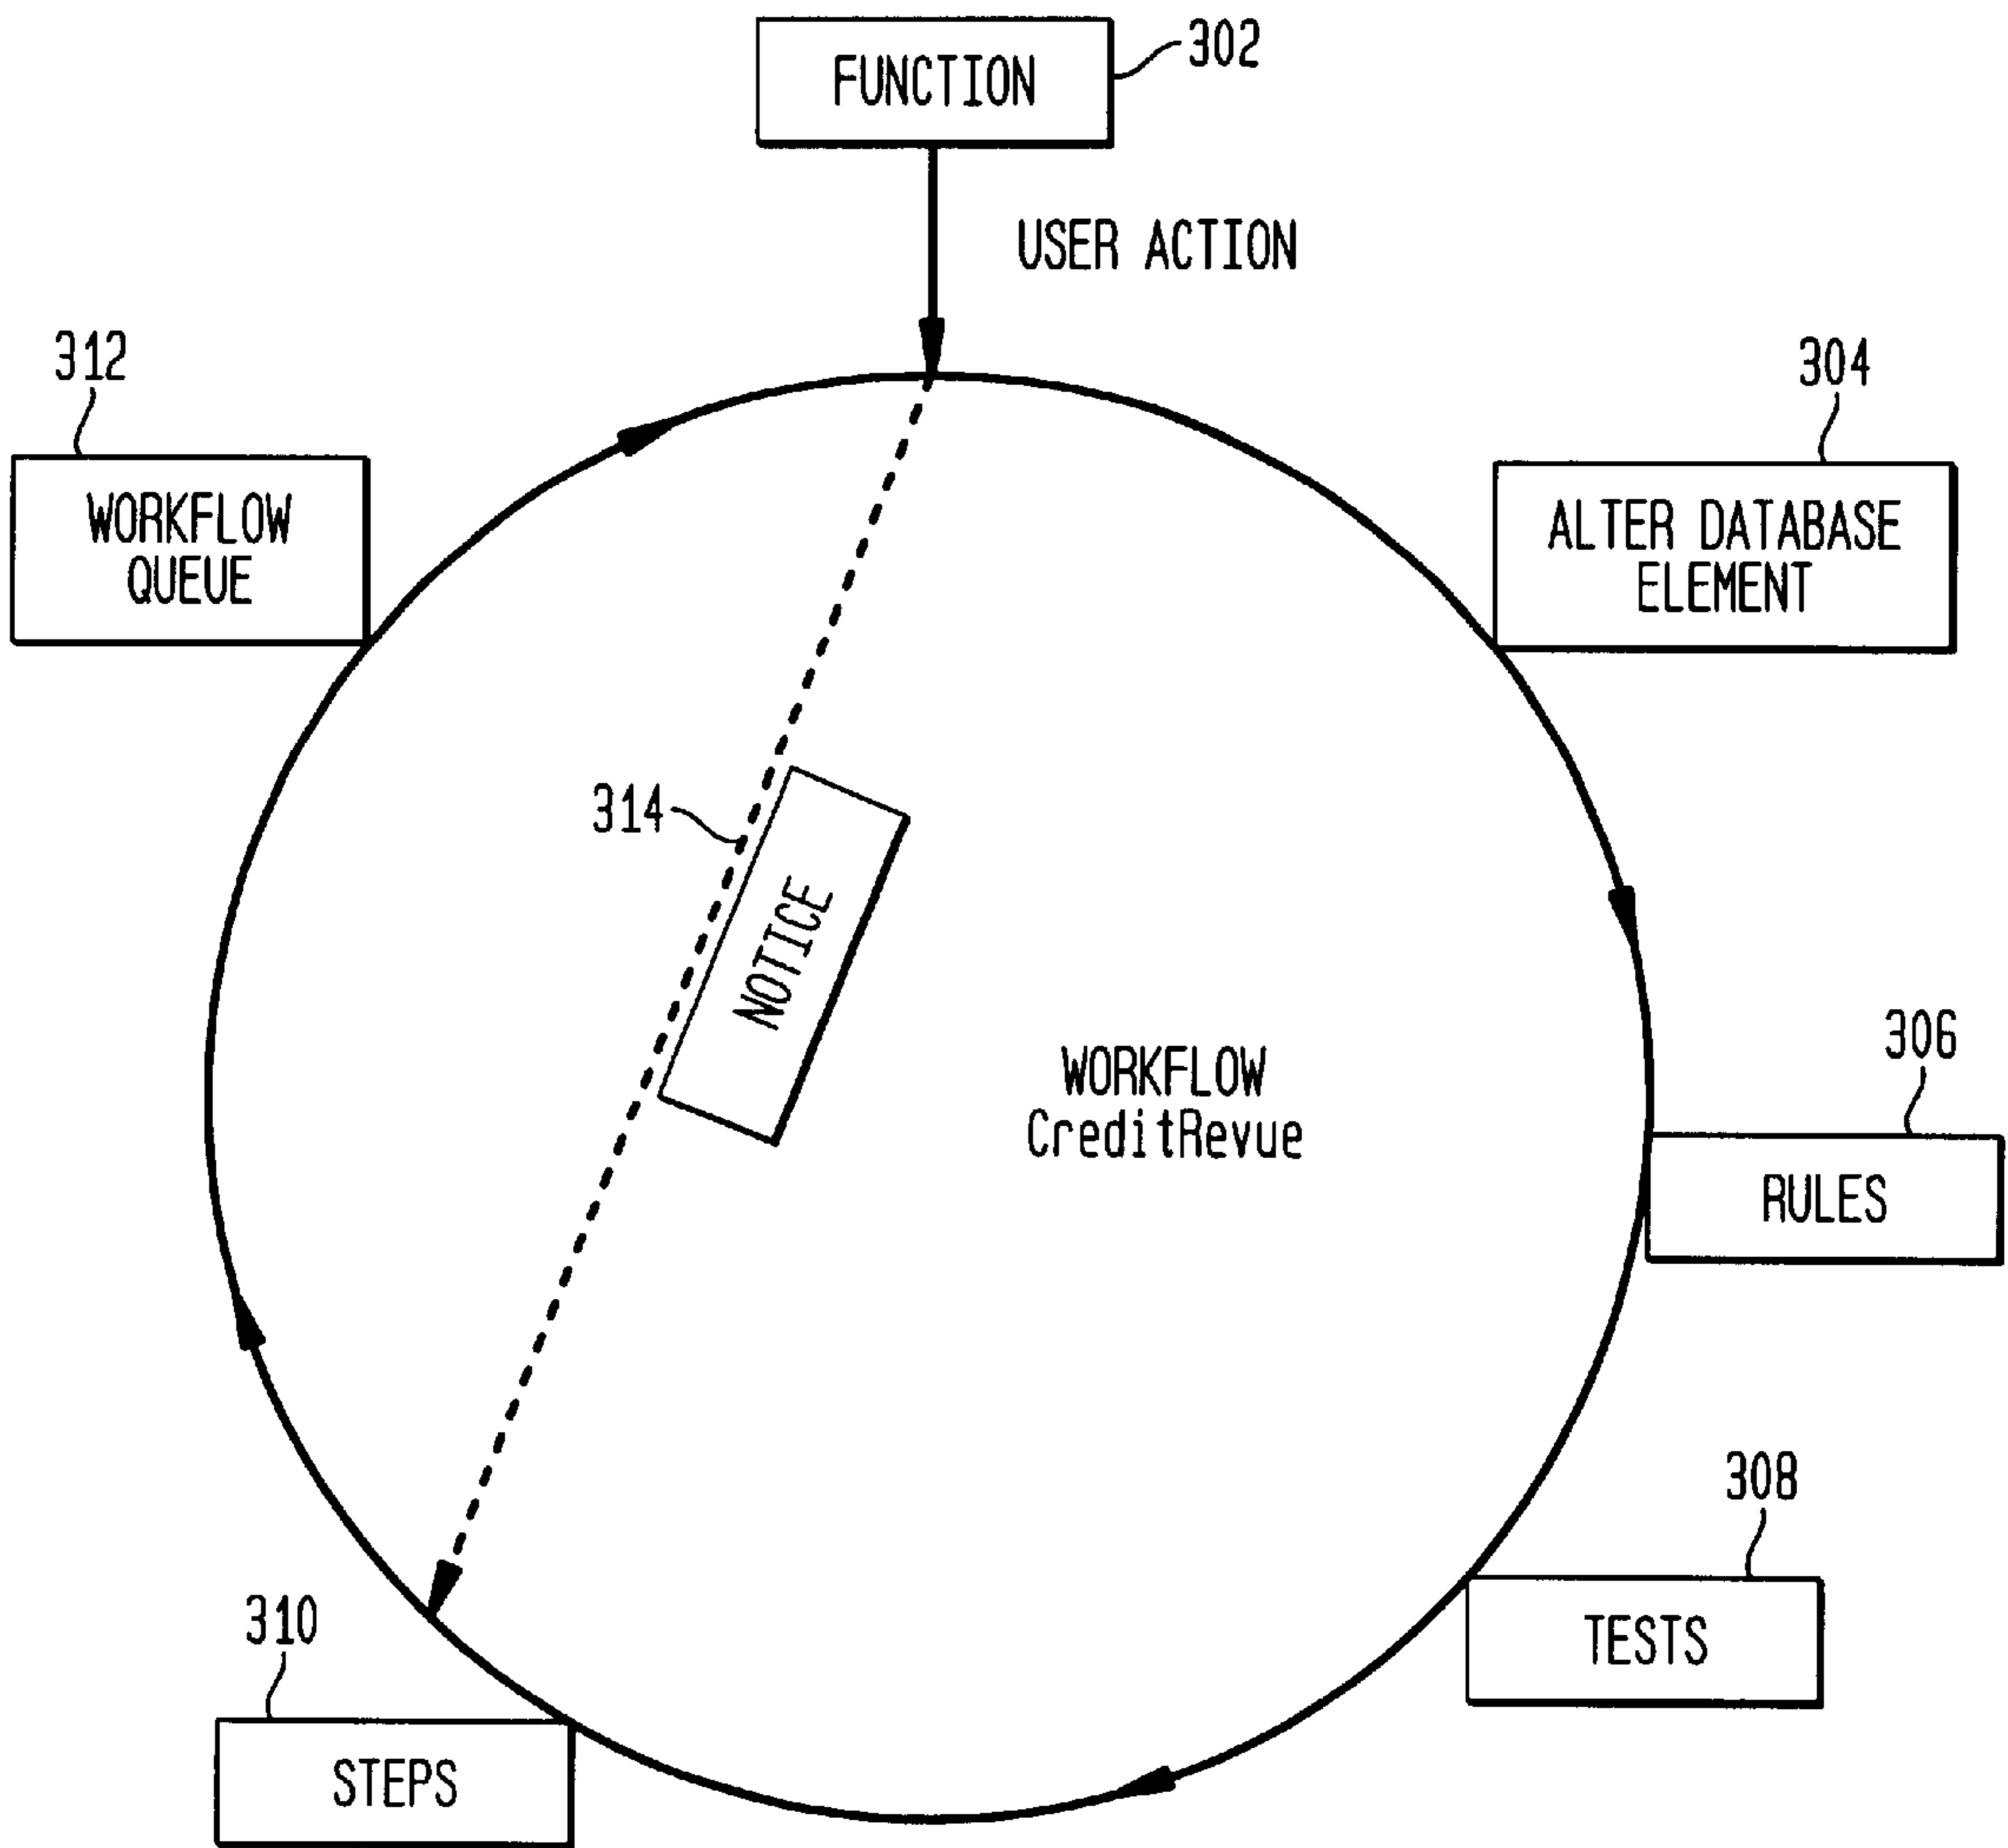 302
FUNCTION
USER ACTION
312
304
WORKFLOW
QUEUE
ALTER DATABASE
ELEMENT
314
NOTICE
306
WORKFLOW
CreditRevue
RULES
308
310
TESTS
STEPS